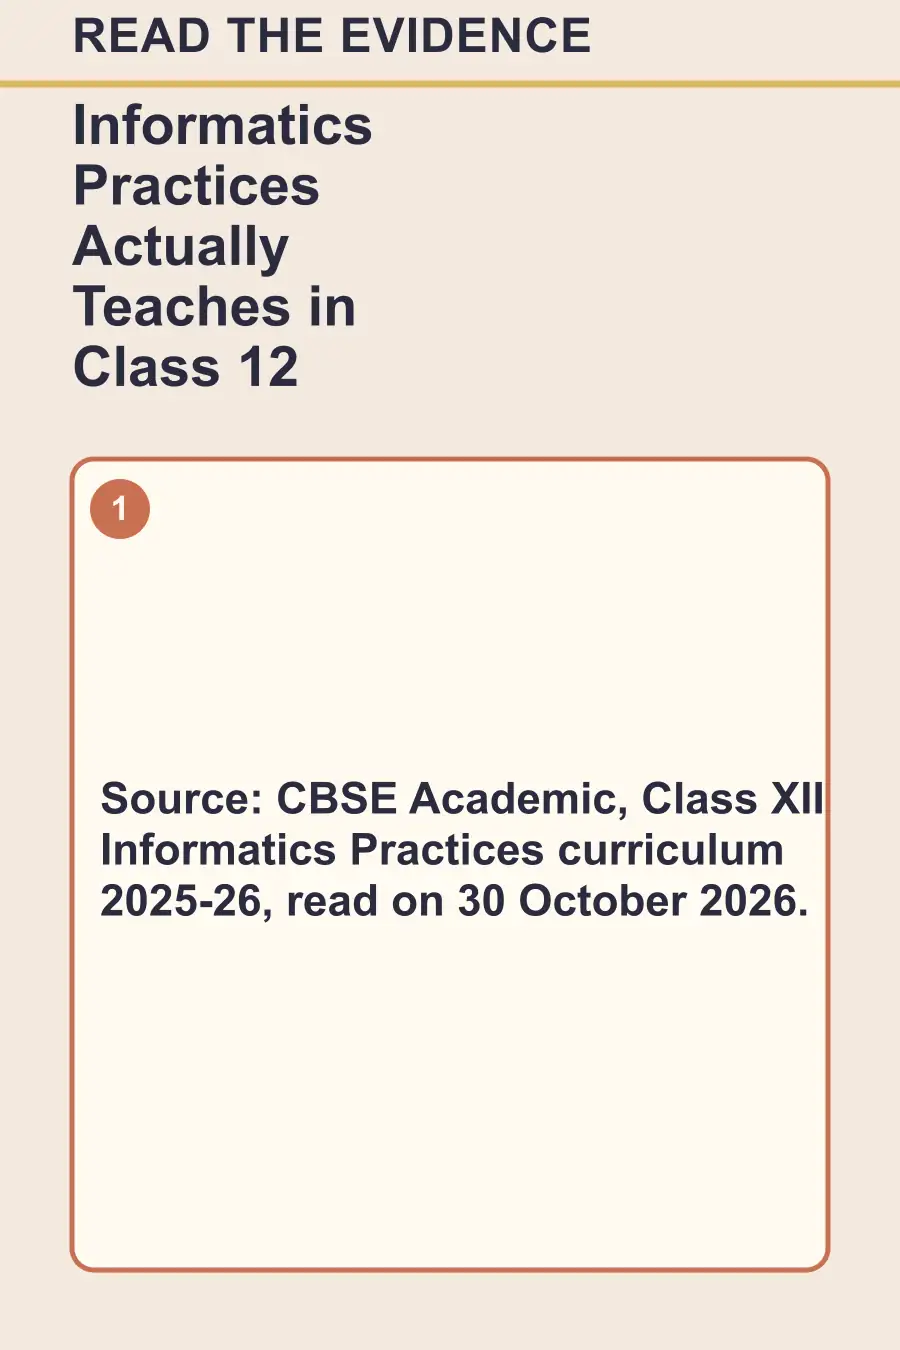 READ THE EVIDENCE
Informatics
Practices
Actually
Teaches in
Class 12
1
Source: CBSE Academic, Class XII
Informatics Practices curriculum
2025-26, read on 30 October 2026.